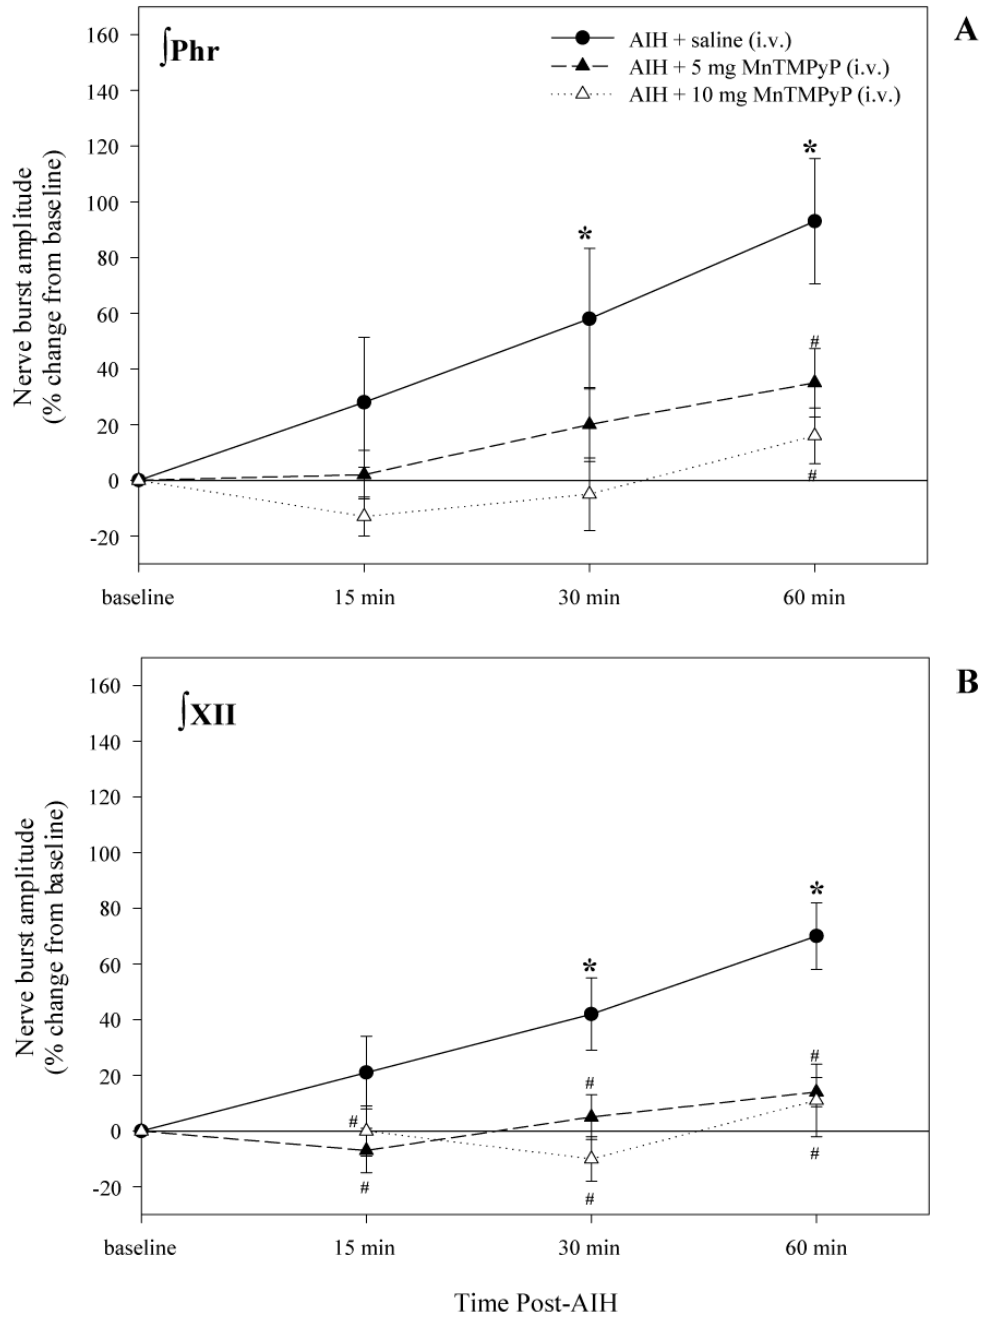 A
∫Phr
AIH + saline (i.v.)
AIH + 5 mg MnTMPyP (i.v.)
AIH + 10 mg MnTMPyP (i.v.)
Nerve burst amplitude
(% change from baseline)
160
140
120
100
80
60
40
20
0
-20
*
*
#
#
baseline 15 min 30 min 60 min
B
∫XII
Nerve burst amplitude
(% change from baseline)
160
140
120
100
80
60
40
20
0
-20
*
*
# #
#
# # #
baseline 15 min 30 min 60 min
Time Post-AIH